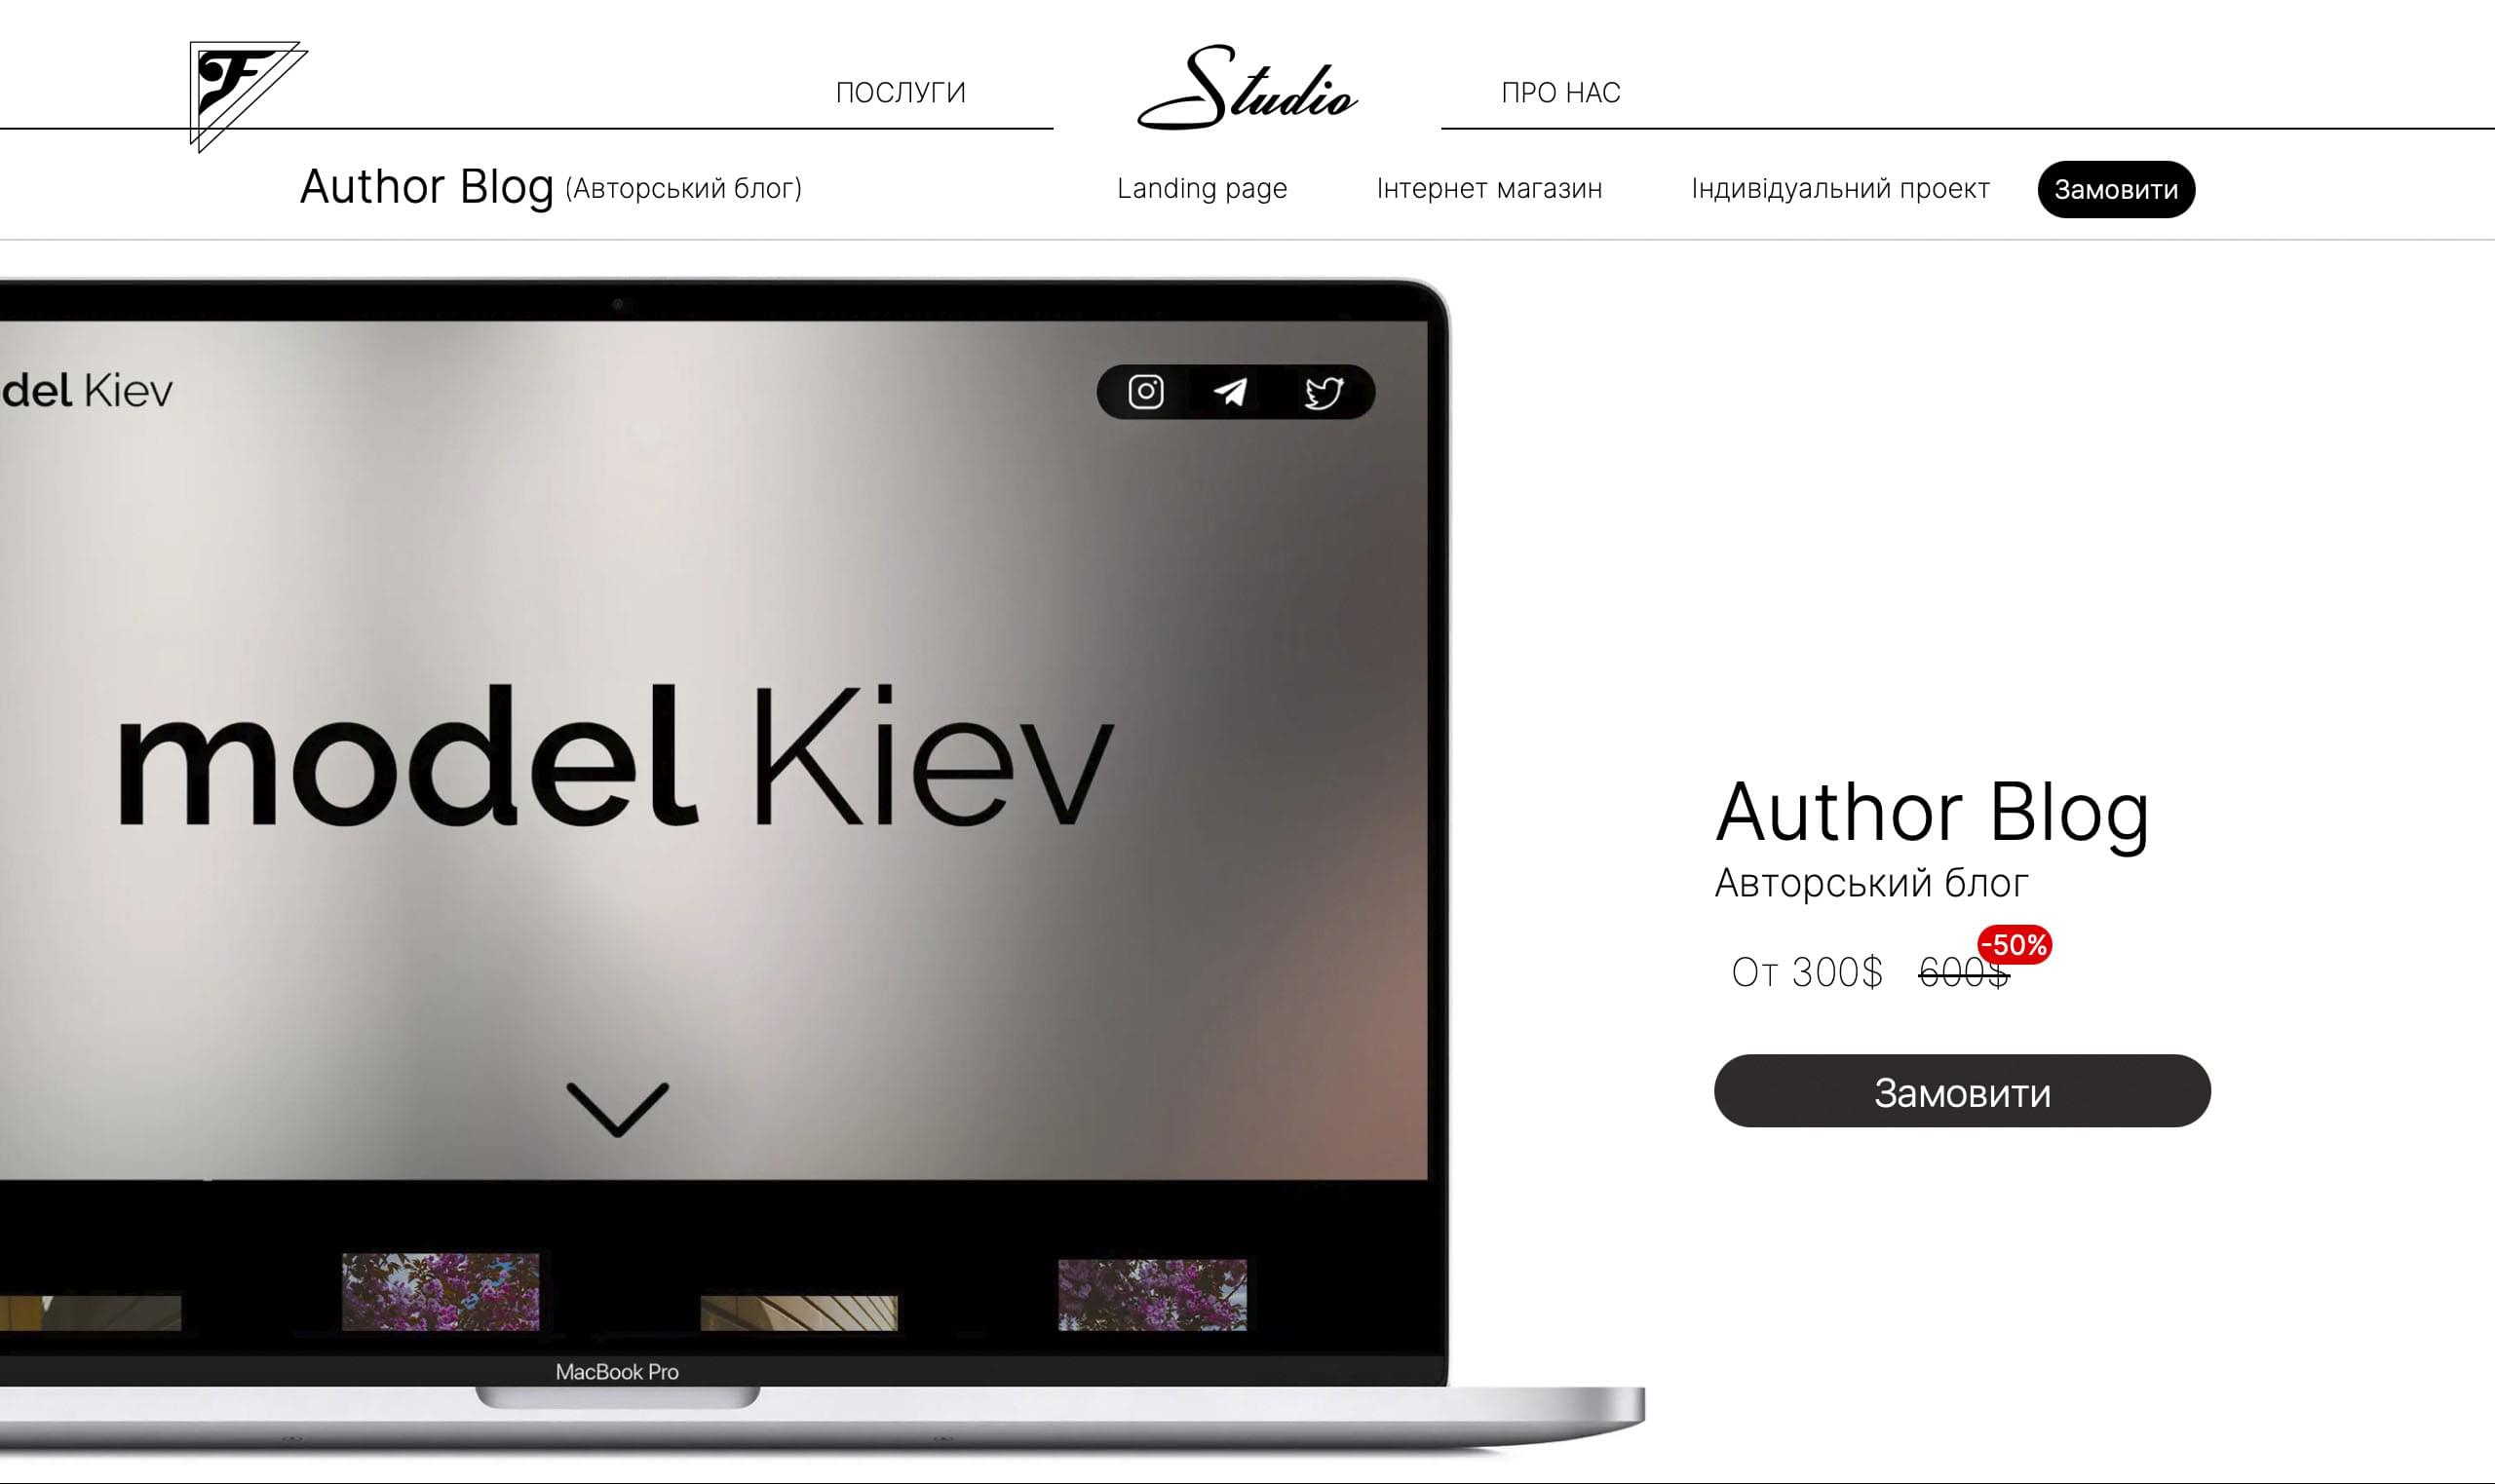 ПОСЛУГИ
Studio
ПРО НАС
Author Blog (Авторський блог)
Landing page
Інтернет магазин
Індивідуальний проект
Замовити
del Kiev
model Kiev
MacBook Pro
Author Blog
Авторський блог
-50%
От 300$ 600$
Замовити